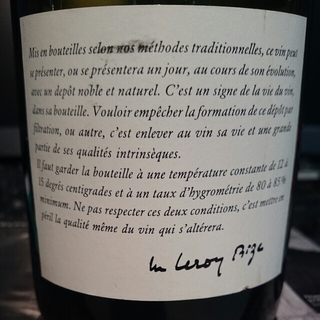 Mis en bouteilles selon nos méthodes traditionnelles, ce vin peut
se présenter, ou se présentera un jour, au cours de son évolution,
avec un depôt noble et naturel. C'est un signe de la vie du vin,
dans sa bouteille. Vouloir empêcher la formation de ce dépôt par
filtration, ou autre, c'est enlever au vin sa vie et une grande
partie de ses qualités intrinsèques.
Il faut garder la bouteille à une température constante de 12 à
15 degrés centigrades et à un taux d'hygrométrie de 80 à 85%
minimum. Ne pas respecter ces deux conditions, c'est mettre en
péril la qualité même du vin qui s'altérera.
Leroy Bize